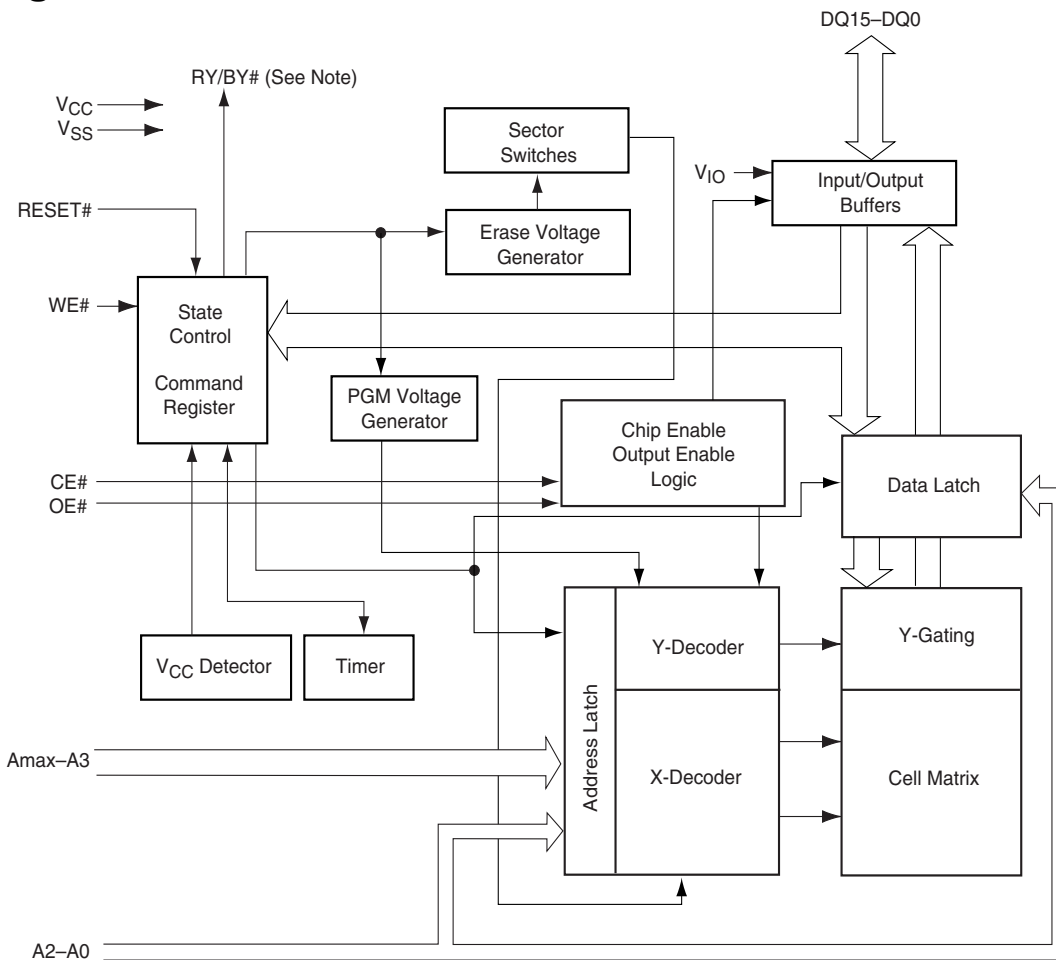 DQ15–DQ0
RY/BY# (See Note)
VCC
VSS
Sector
Switches
VIO
Input/Output
Buffers
RESET#
Erase Voltage
Generator
WE#
State
Control
Command
Register
PGM Voltage
Generator
Chip Enable
Output Enable
Logic
CE#
OE#
Data Latch
VCC Detector
Timer
Address Latch
Y-Decoder
Y-Gating
Amax–A3
X-Decoder
Cell Matrix
A2–A0